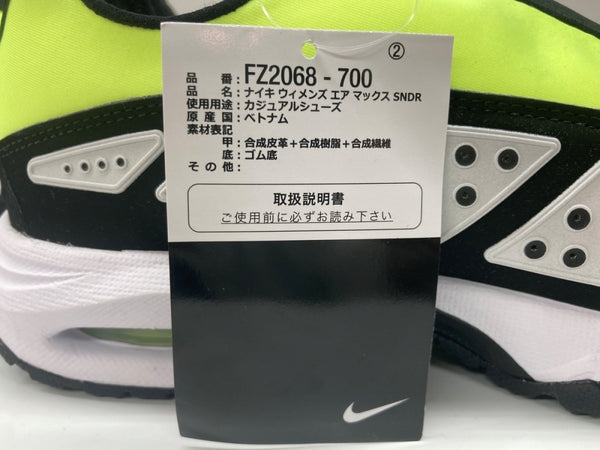 ②
品番：FZ2068 - 700
品名：ナイキ ウィメンズ エア マックス SNDR
使用用途：カジュアルシューズ
原産国：ベトナム
素材表記
甲：合成皮革＋合成樹脂＋合成繊維
底：ゴム底
その他：
取扱説明書
ご使用前に必ずお読み下さい